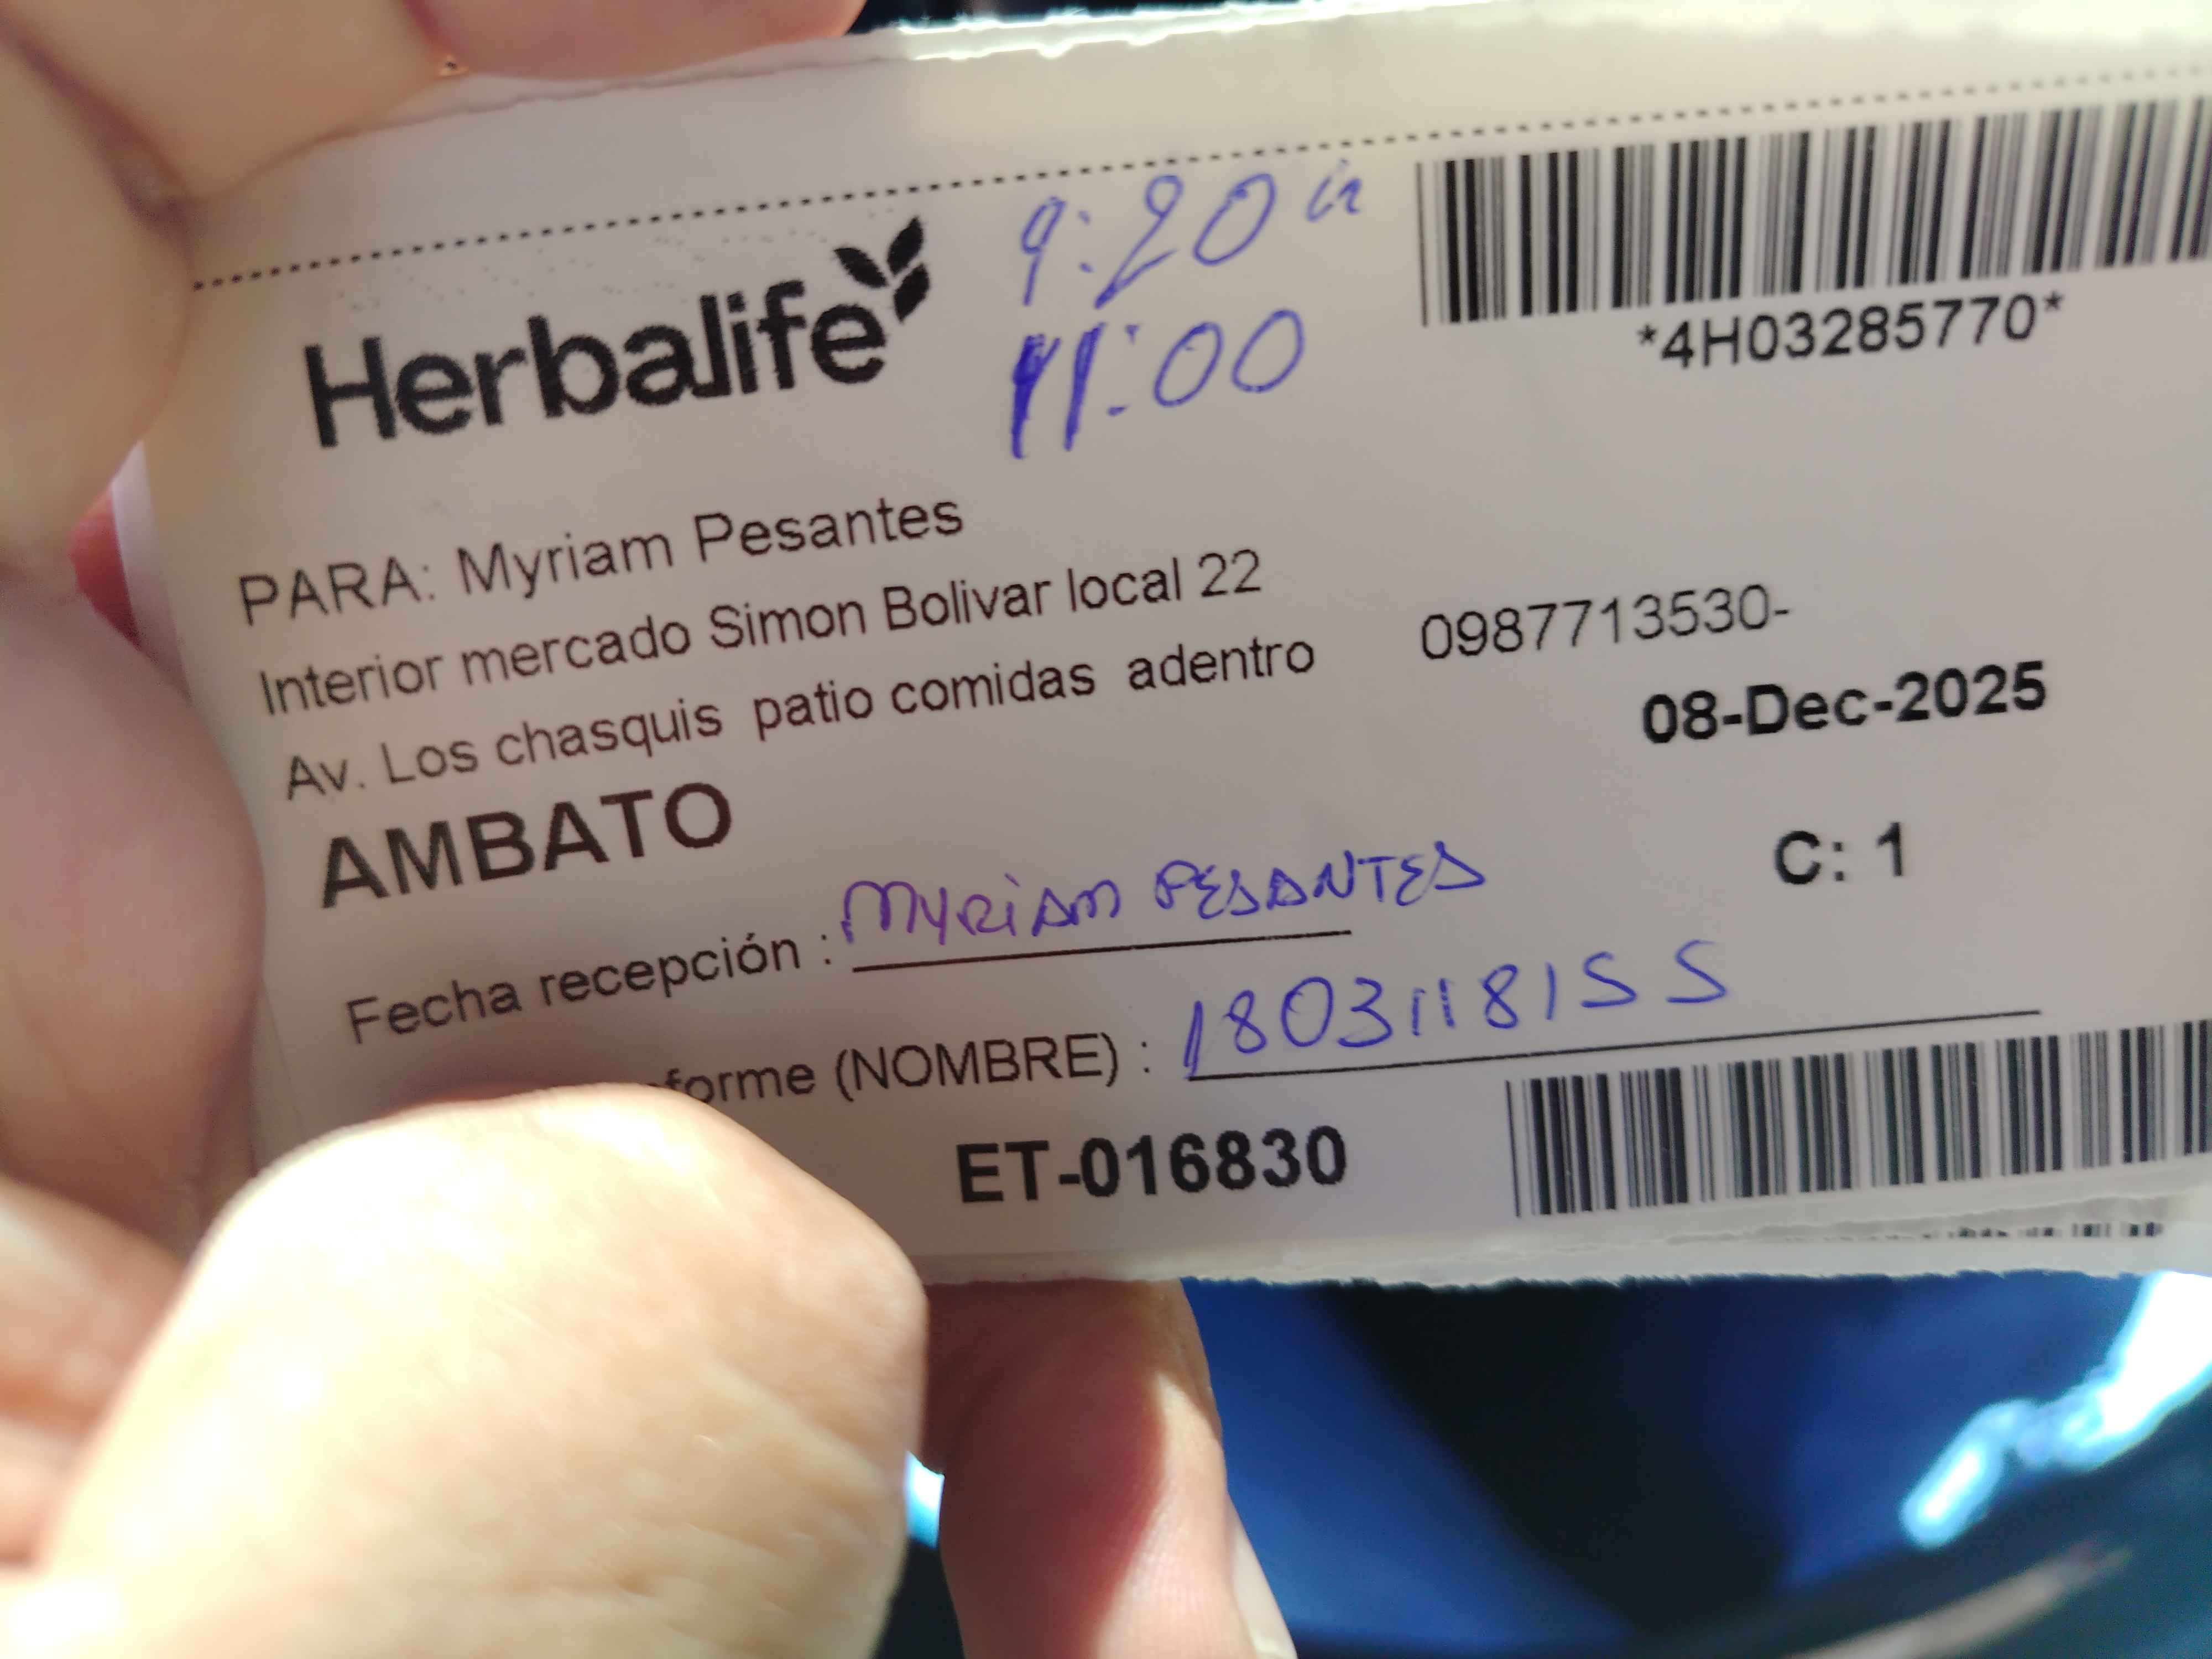 Herbalife
9:20
11:00
*4H03285770*
PARA: Myriam Pesantes
Interior mercado Simon Bolivar local 22
Av. Los chasquis patio comidas adentro
0987713530-
08-Dec-2025
AMBATO
C: 1
Fecha recepción : MYRIAM PESANTES
forme (NOMBRE) : 1803118155
ET-016830